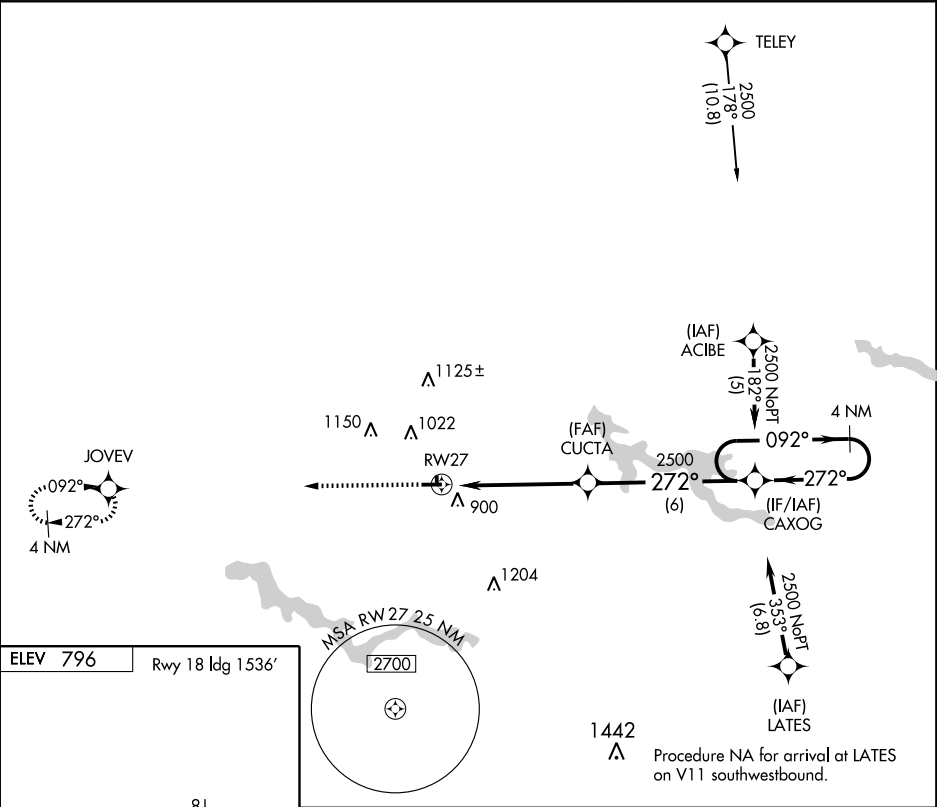 TELEY
2500
178°
(10.8)
(IAF)
ACIBE
2500 NoPT
182°
(5)
4 NM
092°
272°
(IF/IAF)
CAXOG
1125±
1150
1022
(FAF)
CUCTA
2500
272°
(6)
RW27
900
JOVEV
092°
272°
4 NM
1204
2500 NoPT
353°
(6.8)
(IAF)
LATES
MSA RW 27 25 NM
2700
ELEV 796
Rwy 18 ldg 1536'
1442
Procedure NA for arrival at LATES
on V11 southwestbound.